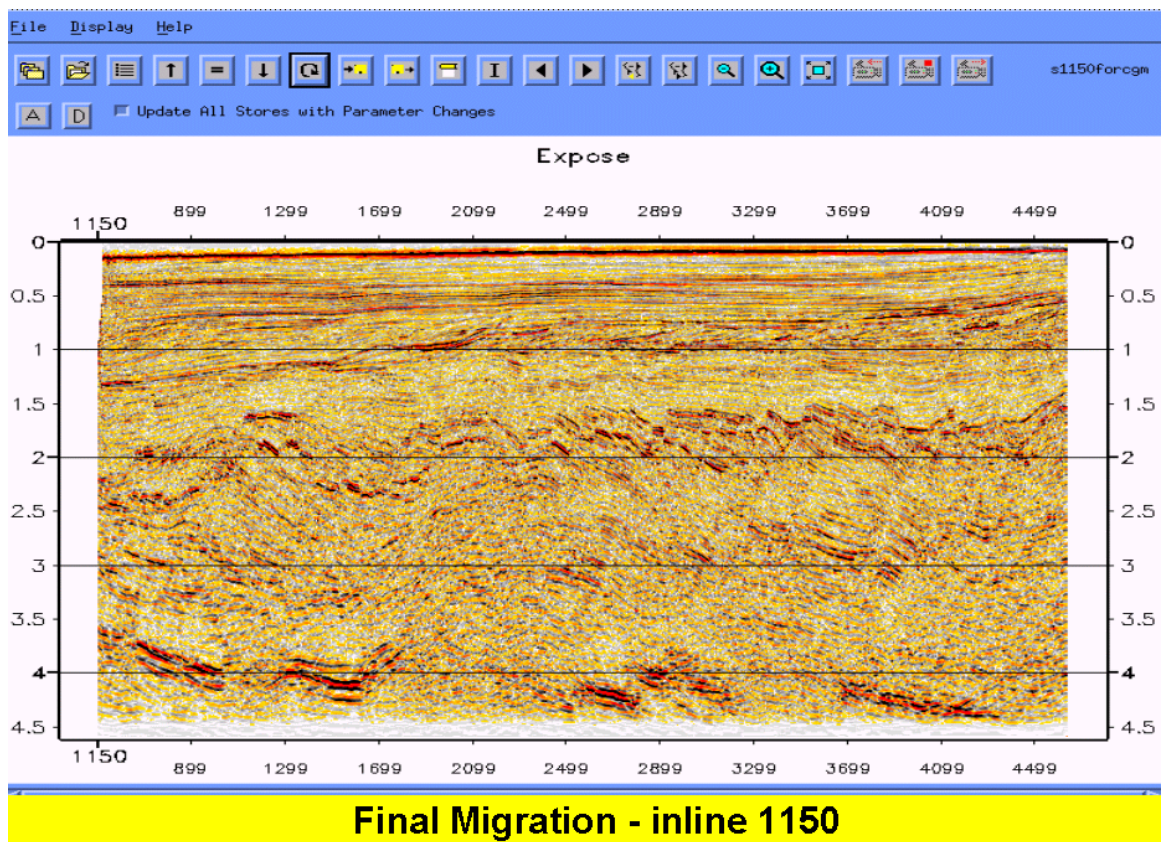 File Display Help
s1150forcgm
A D Update All Stores with Parameter Changes
Expose
1150 899 1299 1699 2099 2499 2899 3299 3699 4099 4499
0 0
0.5 0.5
1 1
1.5 1.5
2 2
2.5 2.5
3 3
3.5 3.5
4 4
4.5 4.5
1150 899 1299 1699 2099 2499 2899 3299 3699 4099 4499
Final Migration - inline 1150